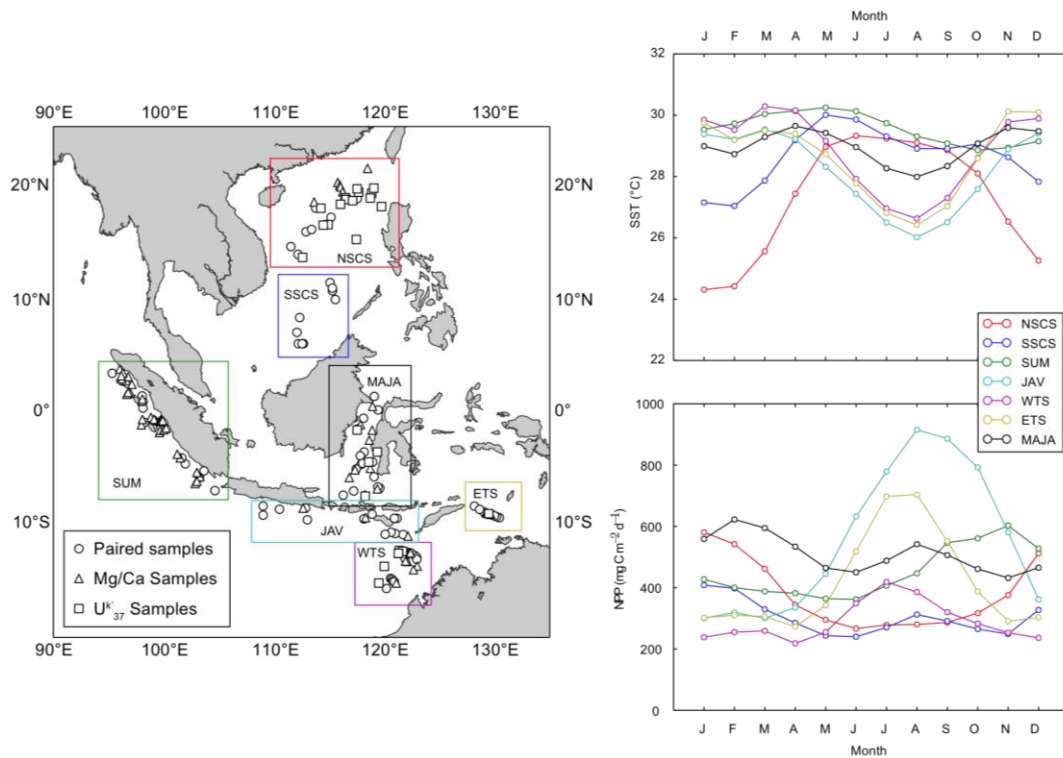 90°E 100°E 110°E 120°E 130°E
20°N
10°N
0°
10°S
20°N
10°N
0°
10°S
NSCS
SSCS
MAJA
SUM
ETS
JAV
WTS
Paired samples
Mg/Ca Samples
U^k'_37 Samples
90°E 100°E 110°E 120°E 130°E
Month
J F M A M J J A S O N D
32
30
28
26
24
22
SST (°C)
NSCS
SSCS
SUM
JAV
WTS
ETS
MAJA
1000
800
600
400
200
0
NPP (mg C m⁻² d⁻¹)
J F M A M J J A S O N D
Month